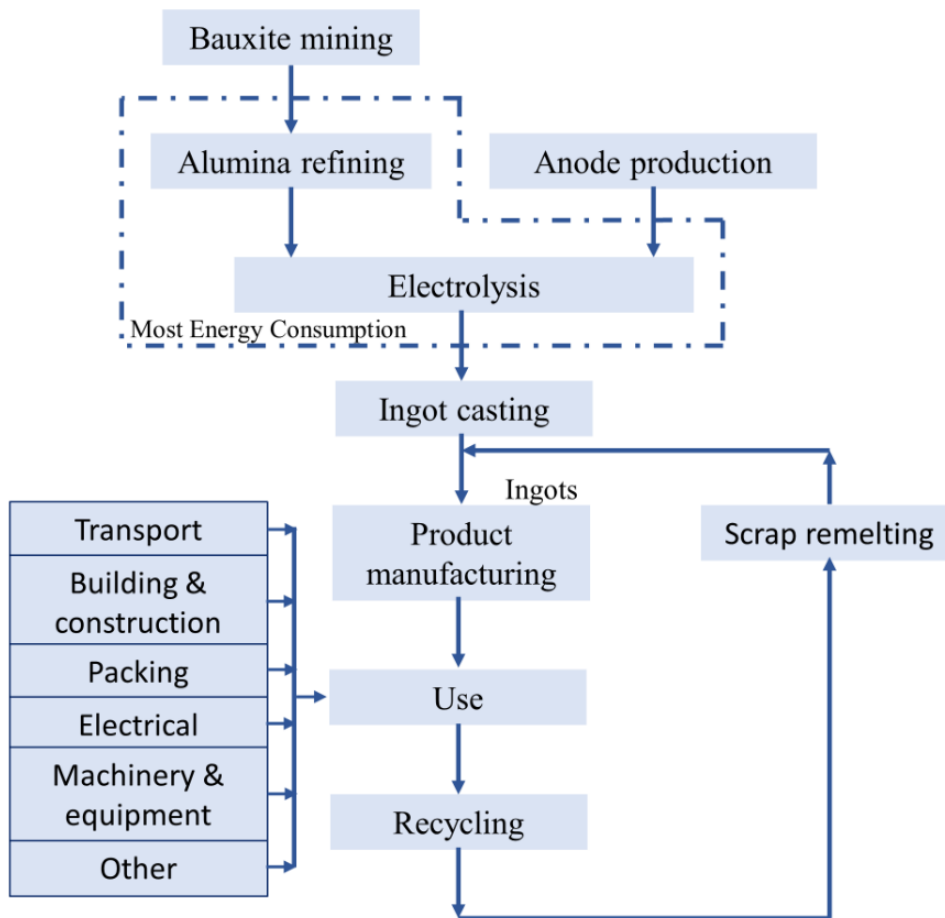 Bauxite mining
Alumina refining
Anode production
Electrolysis
Most Energy Consumption
Ingot casting
Ingots
Product
manufacturing
Scrap remelting
Transport
Building &
construction
Packing
Electrical
Machinery &
equipment
Other
Use
Recycling